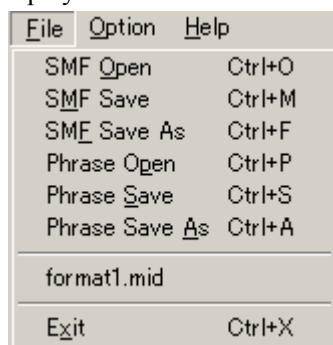 File Option Help
SMF Open Ctrl+O
SMF Save Ctrl+M
SMF Save As Ctrl+F
Phrase Open Ctrl+P
Phrase Save Ctrl+S
Phrase Save As Ctrl+A
format1.mid
Exit Ctrl+X